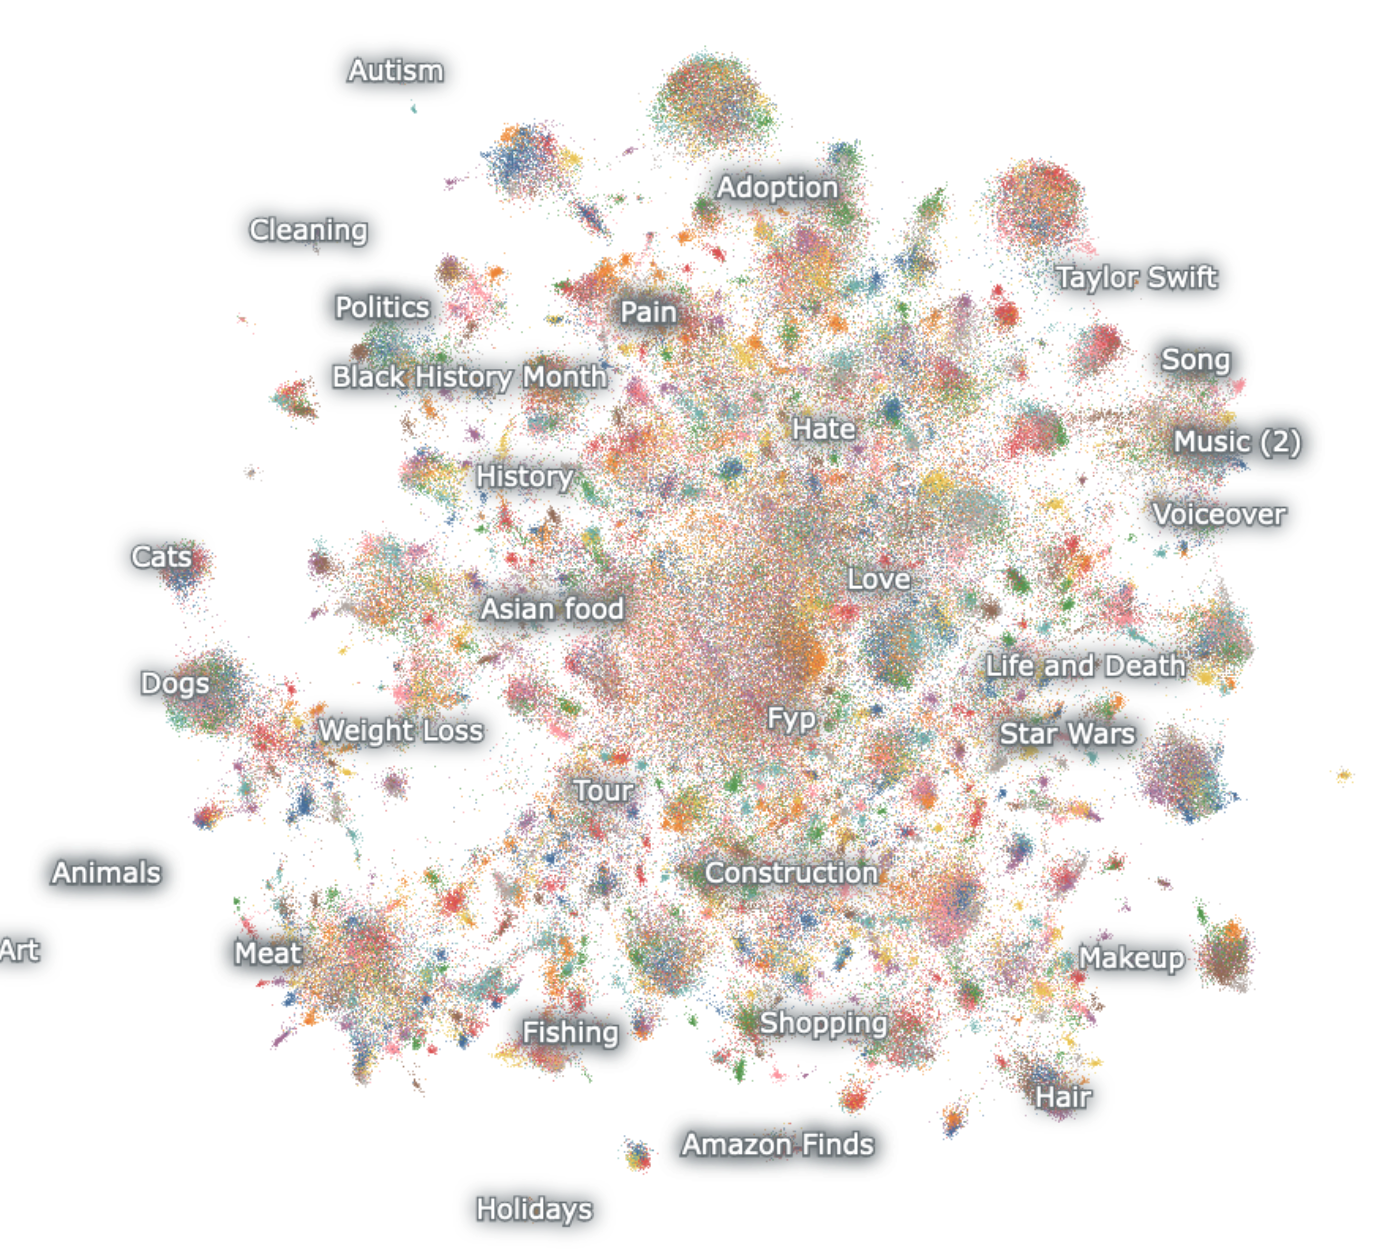 Autism
Adoption
Cleaning
Taylor Swift
Politics
Pain
Song
Black History Month
Hate
Music (2)
History
Voiceover
Cats
Love
Asian food
Life and Death
Dogs
Fyp
Weight Loss
Star Wars
Tour
Animals
Construction
Art
Meat
Makeup
Fishing
Shopping
Hair
Amazon Finds
Holidays